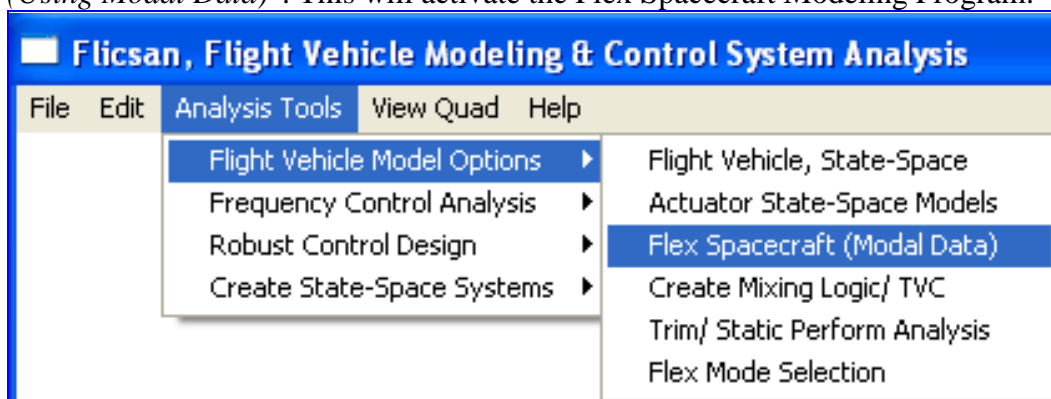 (Using Modal Data)". This will activate the Flex Spacecraft Modeling Program.
Flicsan, Flight Vehicle Modeling & Control System Analysis
File Edit Analysis Tools View Quad Help
Flight Vehicle Model Options
Frequency Control Analysis
Robust Control Design
Create State-Space Systems
Flight Vehicle, State-Space
Actuator State-Space Models
Flex Spacecraft (Modal Data)
Create Mixing Logic/ TVC
Trim/ Static Perform Analysis
Flex Mode Selection